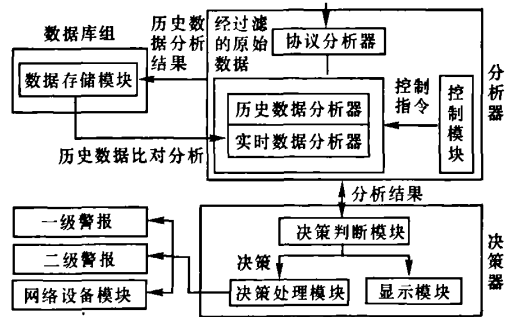 数据库组
历史数
据分析
结果
经过滤
的原始
数据
协议分析器
数据存储模块
控制
指令
控制模块
分析器
历史数据分析器
实时数据分析器
历史数据比对分析
分析结果
一级警报
二级警报
网络设备模块
决策判断模块
决策
决策处理模块
显示模块
决策器